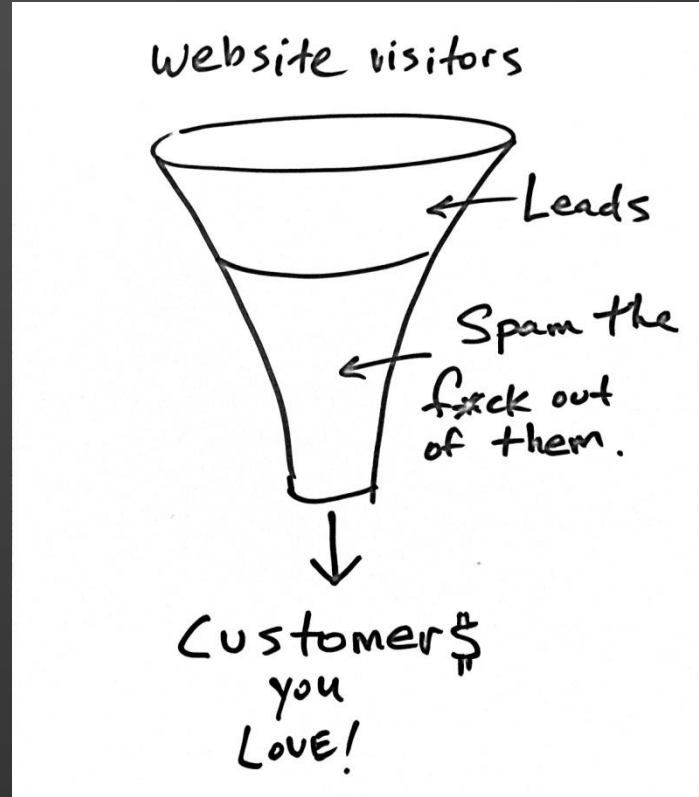 website visitors
Leads
Spam the
f*ck out
of them.
Customer$
you
LOVE!